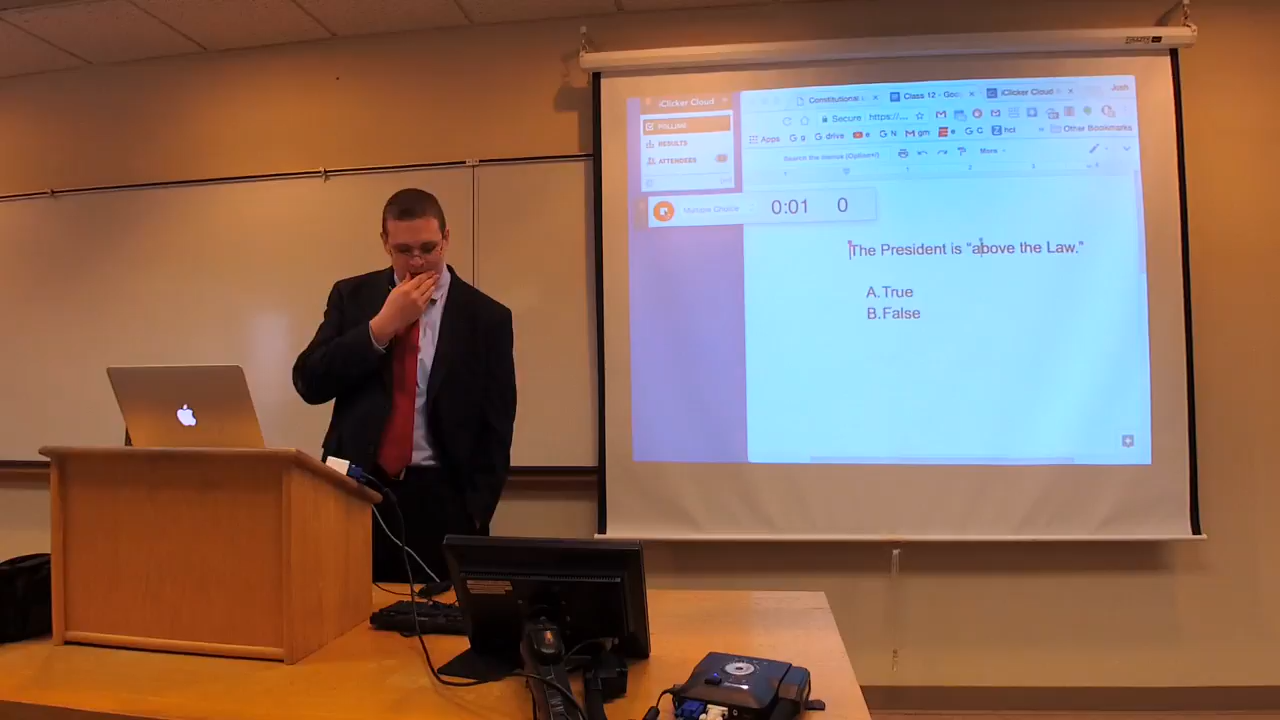 iClicker Cloud
POLLING
RESULTS
ATTENDEES
Constitutional
Class 12 - Goo
iClicker Cloud
Josh
Secure https://...
Apps G g drive e G N M gm e G C hct » Other Bookmarks
Search the menus (Option+/)
More
Multiple Choice 0:01 0
The President is "above the Law."
A. True
B. False